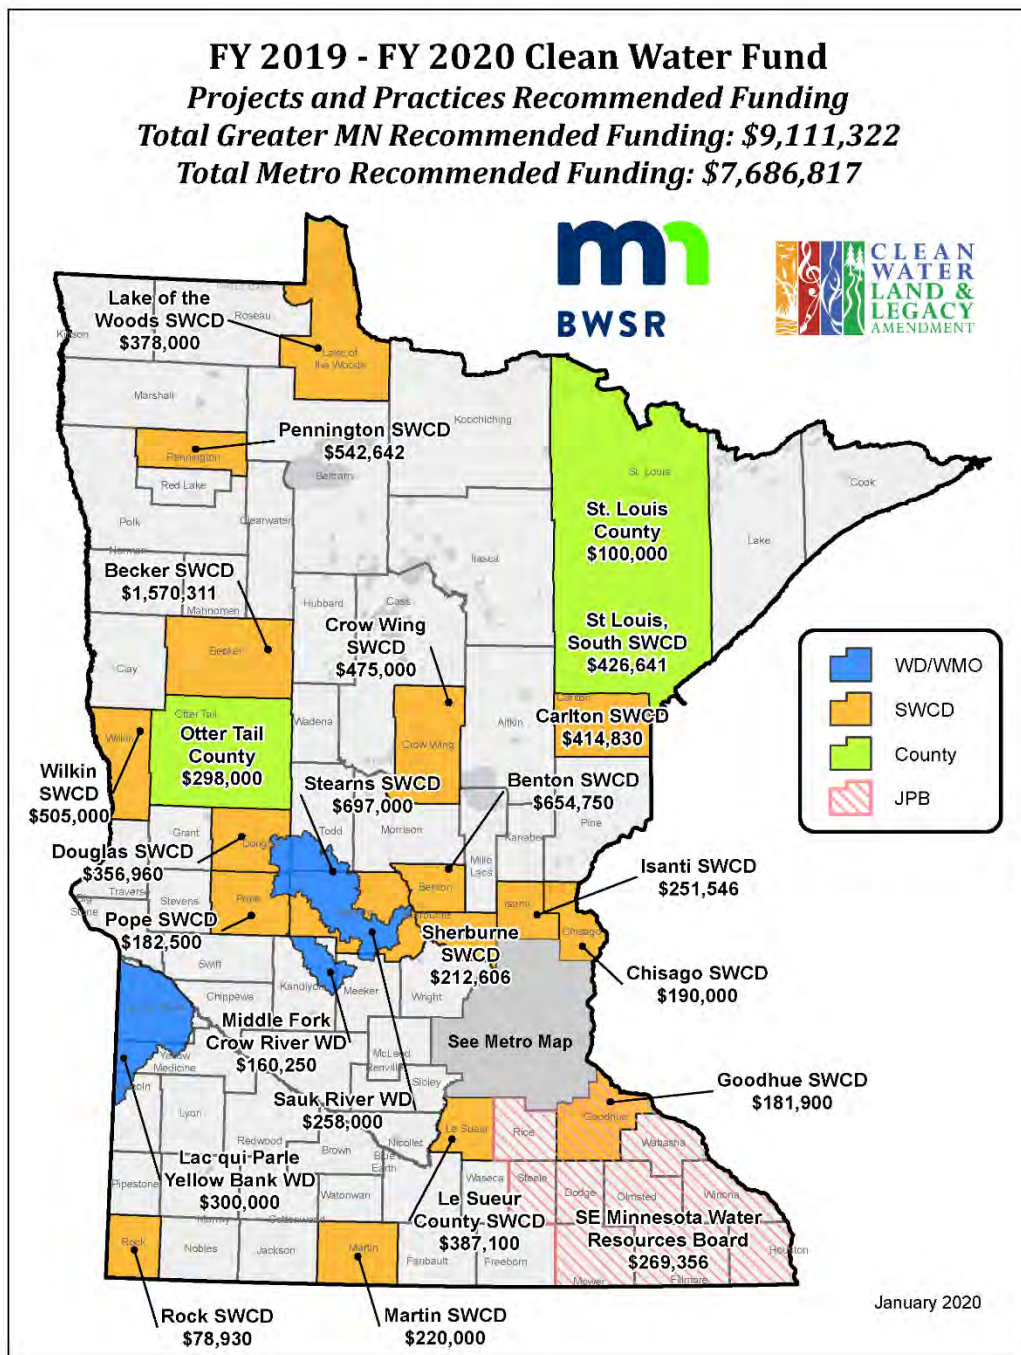 FY 2019 - FY 2020 Clean Water Fund
Projects and Practices Recommended Funding
Total Greater MN Recommended Funding: $9,111,322
Total Metro Recommended Funding: $7,686,817
BWSR
CLEAN
WATER
LAND &
LEGACY
AMENDMENT
Lake of the
Woods SWCD
$378,000
Roseau
Lake of
the Woods
Marshall
Koochiching
Pennington SWCD
$542,642
Pennington
Red Lake
Beltrami
St. Louis
Cook
Polk
Clearwater
St. Louis
County
$100,000
Lake
Itasca
Norman
Becker SWCD
$1,570,311
Mahnomen
Hubbard
Cass
Crow Wing
SWCD
$475,000
St Louis,
South SWCD
$426,641
Becker
Clay
WD/WMO
SWCD
County
JPB
Otter Tail
Otter Tail
County
$298,000
Wadena
Crow Wing
Aitkin
Carlton
Carlton SWCD
$414,830
Wilkin
Wilkin
SWCD
$505,000
Stearns SWCD
$697,000
Benton SWCD
$654,750
Grant
Todd
Morrison
Mille
Lacs
Pine
Douglas SWCD
$356,960
Isanti SWCD
$251,546
Traverse
Stevens
Pope
Benton
Isanti
Pope SWCD
$182,500
Sherburne
SWCD
$212,606
Chisago
Chisago SWCD
$190,000
Swift
Chippewa
Meeker
Wright
Middle Fork
Crow River WD
$160,250
See Metro Map
Yellow
Medicine
McLeod
Renville
Sibley
Sauk River WD
$258,000
Goodhue SWCD
$181,900
Goodhue
Lyon
Redwood
Brown
Nicollet
Blue
Earth
Le Sueur
Rice
Wabasha
Lac qui Parle
Yellow Bank WD
$300,000
Pipestone
Watonwan
Waseca
Steele
Dodge
Olmsted
Winona
Le Sueur
County SWCD
$387,100
SE Minnesota Water
Resources Board
$269,356
Murray
Cottonwood
Rock
Nobles
Jackson
Martin
Faribault
Freeborn
Mower
Fillmore
Houston
Rock SWCD
$78,930
Martin SWCD
$220,000
January 2020